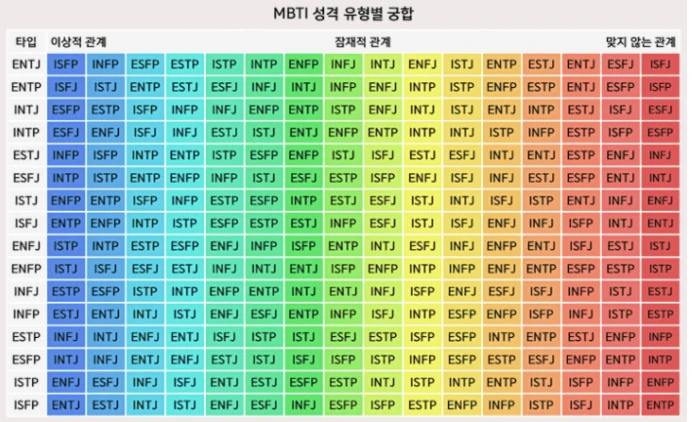 MBTI 성격 유형별 궁합
타입 이상적 관계 잠재적 관계 맞지 않는 관계
ENTJ ISFP INFP ESFP ESTP ISTP INTP ENFP INFJ INTJ ENFJ ISTJ ENTP ESTJ ENTJ ESFJ ISFJ
ENTP ISFJ ISTJ ENTP ESTJ ESFJ INFJ INTJ INFP ENFJ INTP ISTP ENFP ESTP ENTJ ESFP ISFP
INTJ ESFP ESTP ISFP INFP INFJ ENFP ENTP ISTP ENFJ INTJ ISTJ ENTJ INTP ESTJ ISFJ ESFJ
INTP ESFJ ENFJ ISFJ INFJ ESTJ ISTJ ENTJ ENFP ENTP INTP INTJ ISTP INFP ESTP ISFP ESFP
ESTJ INFP ISFP INTP ENTP ISTP ESFP ENFP ISTJ ISFJ ESTJ ESFJ INTJ ENTJ ESTP ENFJ INFJ
ESFJ INTP ISTP ENTP ENFP INFP ISTJ ESFJ ESTP ISFP ENFJ ISFJ INFJ ESTJ ESFP ENTJ INTJ
ISTJ ENFP ENTP ISFP INFP ESTP ESFP INTP ESTJ ESFJ ISTJ INTJ ISFJ ISTP ENTJ INFJ ENFJ
ISFJ ENTP ENFP INTP ISTP ESFP ESTP ESTJ INFP ESFJ ISTJ ISFJ ENFJ INFJ ISFP INTJ ENTJ
ENFJ ISTP INTP ESTP ESFP ENFJ INFP ISFP ENTP INTJ ESFJ INFJ ENFP ENTJ ISFJ ESTJ ISTJ
ENFP ISTJ ISFJ ESFJ ESTJ INFJ INTJ ENTJ ISFP ENFP INTP INFP ENFJ ENTP ESFP ESTP ISTP
INFJ ESTP ESFP ISTP INTP ENTP ENTP INTJ ENTJ INFJ ISFP ENFJ ESFJ ISFJ INFP ISTJ ESTJ
INFP ESTJ ENTJ INTJ ISTJ ESFJ ENFJ ENTP ISFJ INTP INFJ ENFP ESFP ISFP INFP ISTP ESTP
ESTP INFJ INTJ ENFJ ENTJ ISFJ ISTP ISTJ ESFJ ESTP ISFP ESFP INTP ENTP ESTJ ENFP INFP
ESFP INTJ INFJ ENTJ ENFJ ESTJ ISTJ ISFJ ISFP ISTP INFP ESFP ESTP ESFJ ENFP ENTP INTP
ISTP ENFJ ESFJ INFJ ISFJ ENTJ ESTJ ESFP ESTP INTJ ISTP INTP ENTP ISTJ ISFP INFP ENFP
ISFP ENTJ ESTJ INTJ ISTJ ENFJ ESFJ INFJ ESFP ISFP ESTP ENFP INFP ISTP ISFJ INTP ENTP